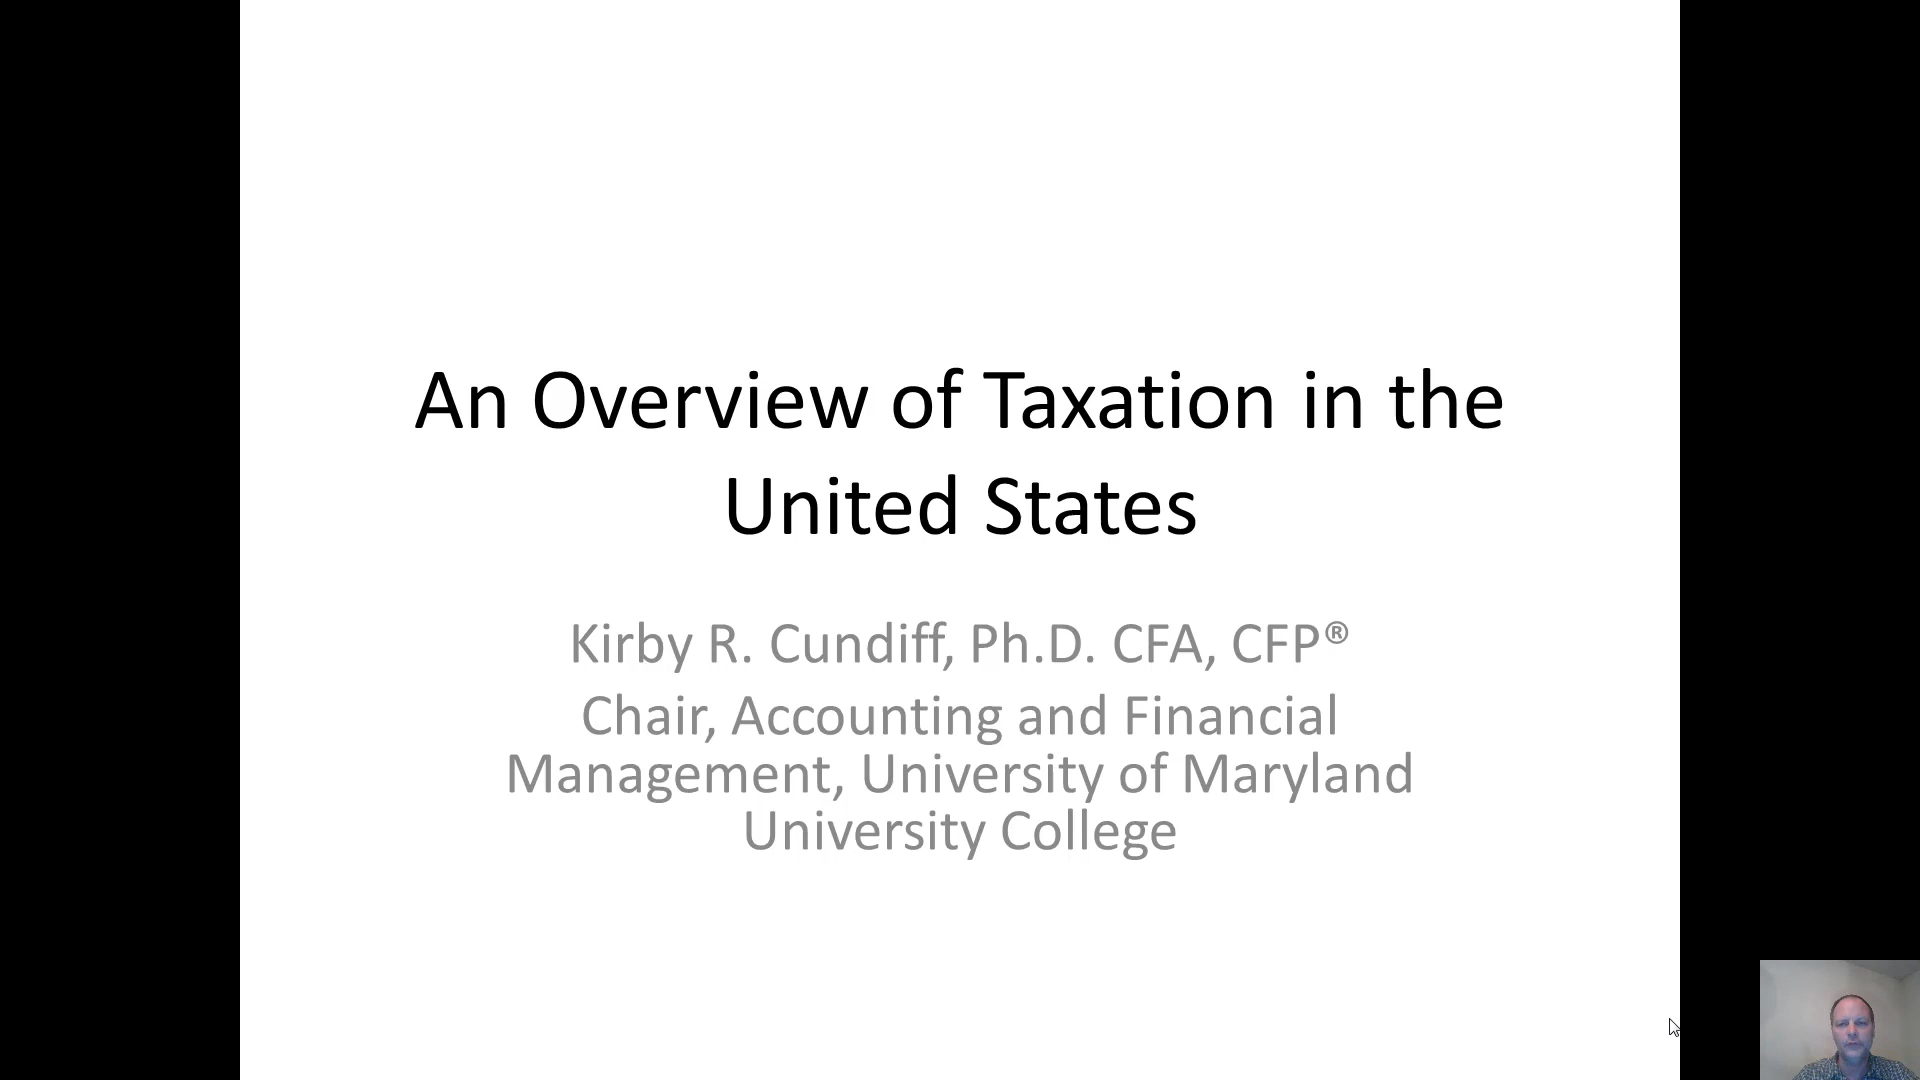 An Overview of Taxation in the
United States
Kirby R. Cundiff, Ph.D. CFA, CFP®
Chair, Accounting and Financial
Management, University of Maryland
University College